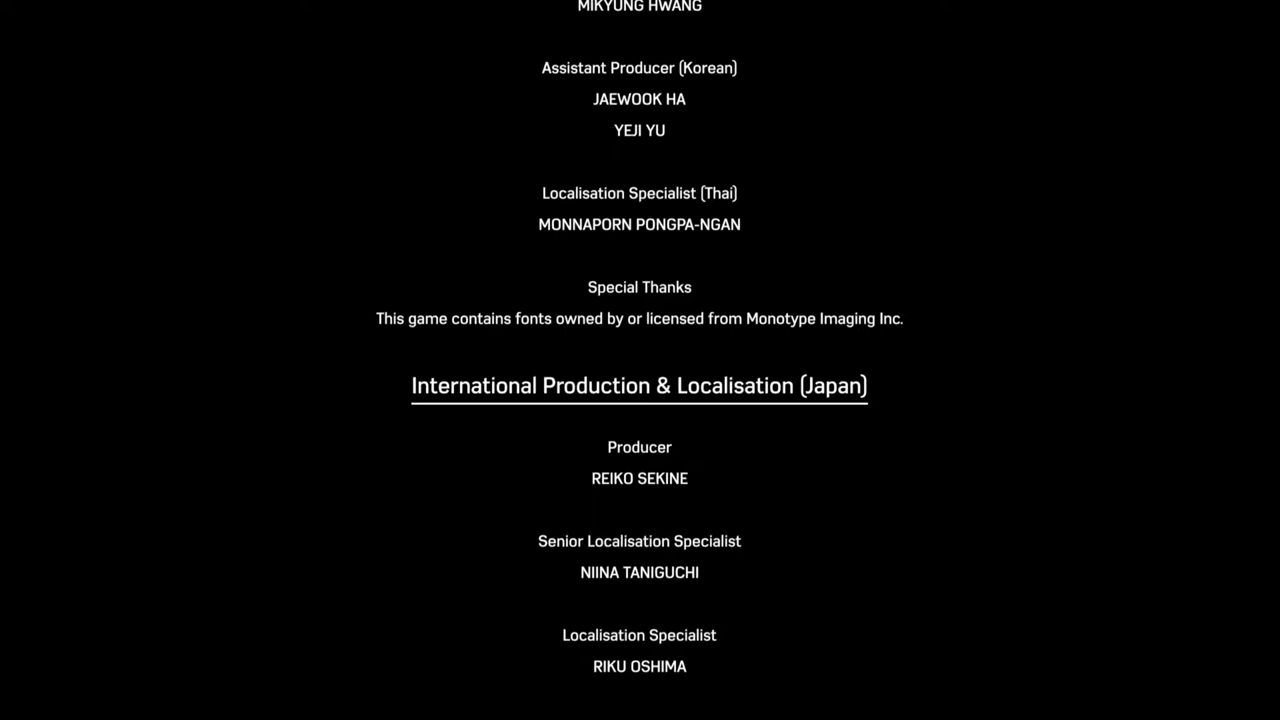 MIKYUNG HWANG
Assistant Producer (Korean)
JAEWOOK HA
YEJI YU
Localisation Specialist (Thai)
MONNAPORN PONGPA-NGAN
Special Thanks
This game contains fonts owned by or licensed from Monotype Imaging Inc.
International Production & Localisation (Japan)
Producer
REIKO SEKINE
Senior Localisation Specialist
NIINA TANIGUCHI
Localisation Specialist
RIKU OSHIMA